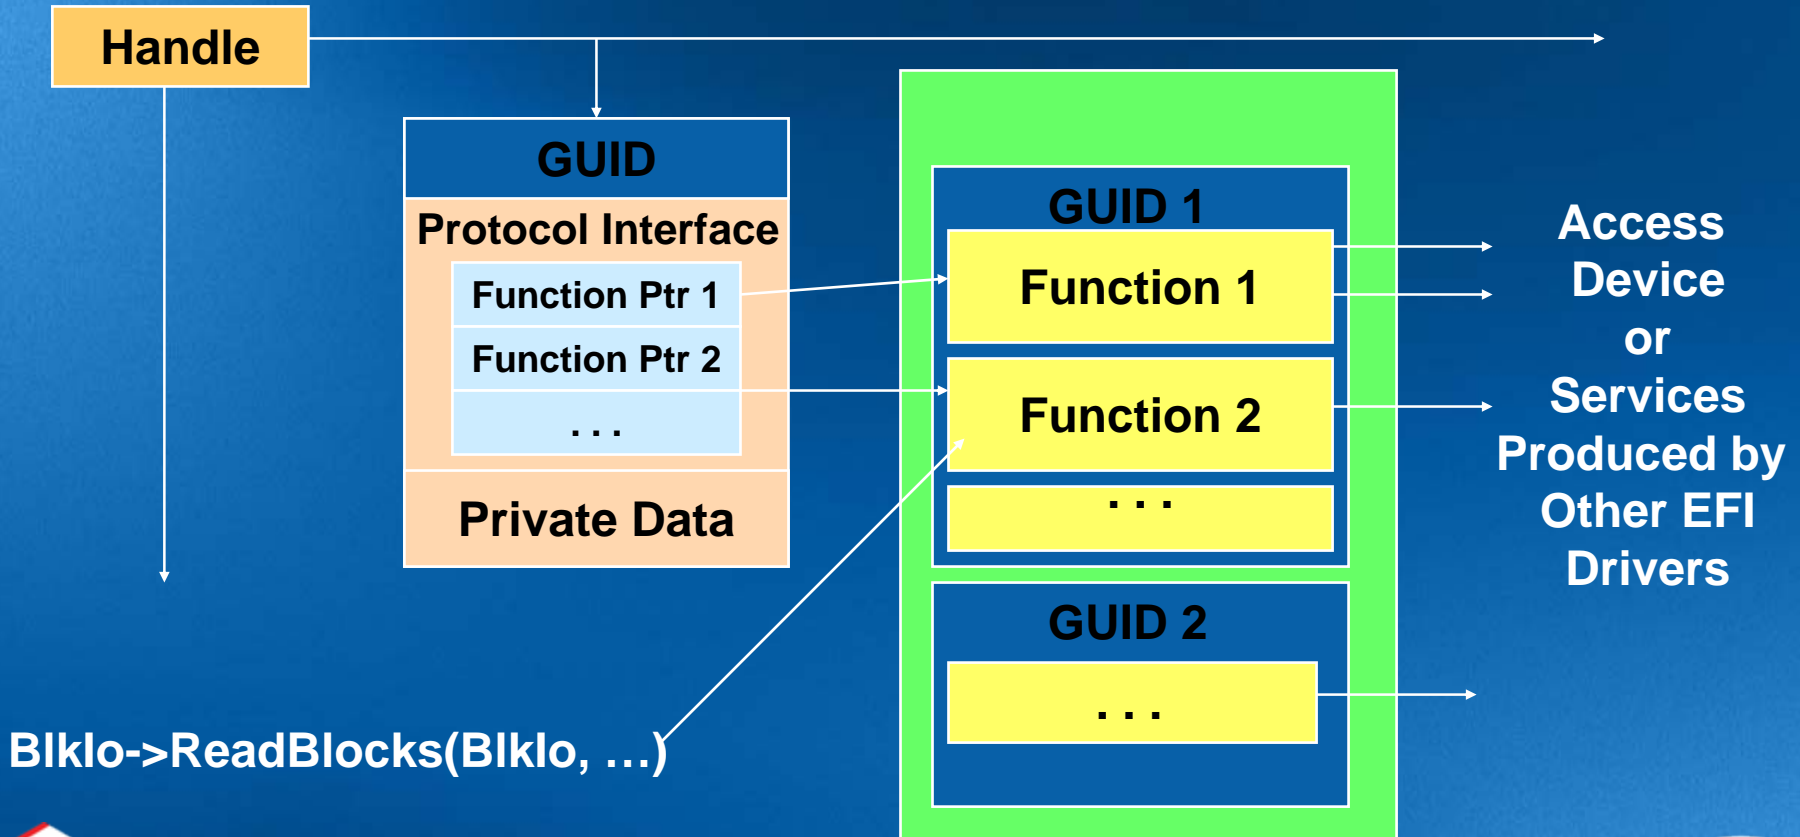 Handle
GUID
Protocol Interface
Function Ptr 1
Function Ptr 2
. . .
Private Data
GUID 1
Function 1
Function 2
. . .
GUID 2
. . .
Access
Device
or
Services
Produced by
Other EFI
Drivers
BlkIo->ReadBlocks(BlkIo, …)